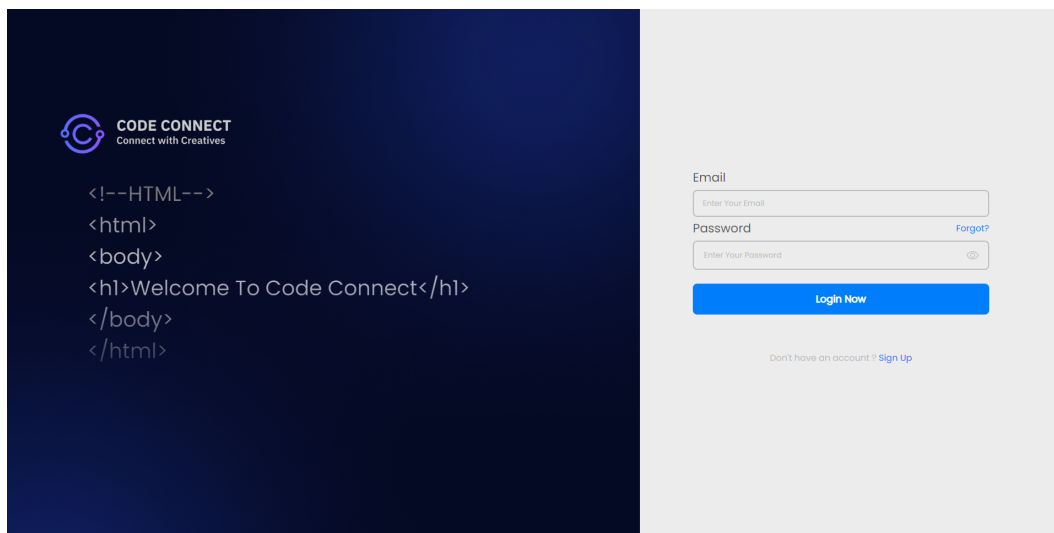 CODE CONNECT
Connect with Creatives
<!--HTML-->
<html>
<body>
<h1>Welcome To Code Connect</h1>
</body>
</html>
Email
Enter Your Email
Password
Forgot?
Enter Your Password
Login Now
Don't have an account ? Sign Up